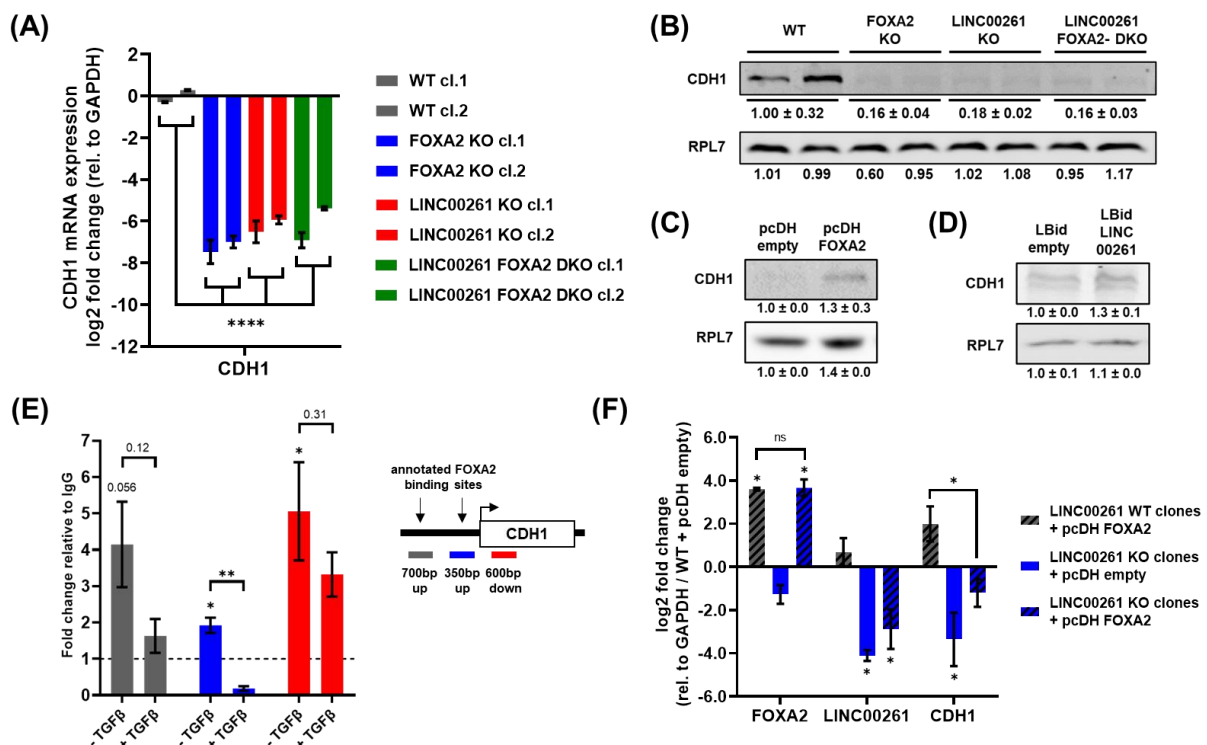 (A)
CDH1 mRNA expression
log2 fold change (rel. to GAPDH)
2
0
-2
-4
-6
-8
-10
-12
****
CDH1
WT cl.1
WT cl.2
FOXA2 KO cl.1
FOXA2 KO cl.2
LINC00261 KO cl.1
LINC00261 KO cl.2
LINC00261 FOXA2 DKO cl.1
LINC00261 FOXA2 DKO cl.2
(B)
WT
FOXA2
KO
LINC00261
KO
LINC00261
FOXA2- DKO
CDH1
1.00 ± 0.32 0.16 ± 0.04 0.18 ± 0.02 0.16 ± 0.03
RPL7
1.01 0.99 0.60 0.95 1.02 1.08 0.95 1.17
(C)
pcDH
empty
pcDH
FOXA2
CDH1
1.0 ± 0.0 1.3 ± 0.3
RPL7
1.0 ± 0.0 1.4 ± 0.0
(D)
LBid
empty
LBid
LINC
00261
CDH1
1.0 ± 0.0 1.3 ± 0.1
RPL7
1.0 ± 0.1 1.1 ± 0.0
(E)
Fold change relative to IgG
7
6
5
4
3
2
1
0
0.12
0.056
**
*
0.31
*
- TGFβ
+ TGFβ
- TGFβ
+ TGFβ
- TGFβ
+ TGFβ
annotated FOXA2
binding sites
CDH1
700bp
up
350bp
up
600bp
down
(F)
log2 fold change
(rel. to GAPDH / WT + pcDH empty)
6.0
4.0
2.0
0.0
-2.0
-4.0
-6.0
ns
*
*
*
*
*
*
FOXA2 LINC00261 CDH1
LINC00261 WT clones
+ pcDH FOXA2
LINC00261 KO clones
+ pcDH empty
LINC00261 KO clones
+ pcDH FOXA2